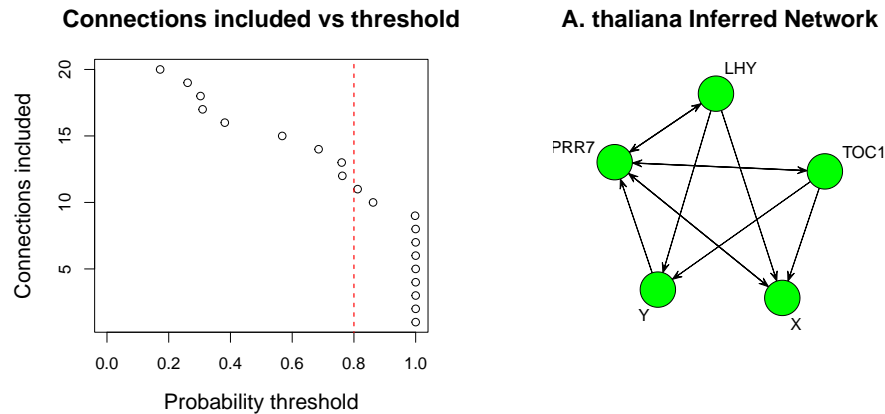 Connections included vs threshold
Connections included
20
15
10
5
0.0 0.2 0.4 0.6 0.8 1.0
Probability threshold
A. thaliana Inferred Network
LHY
PRR7
TOC1
Y
X